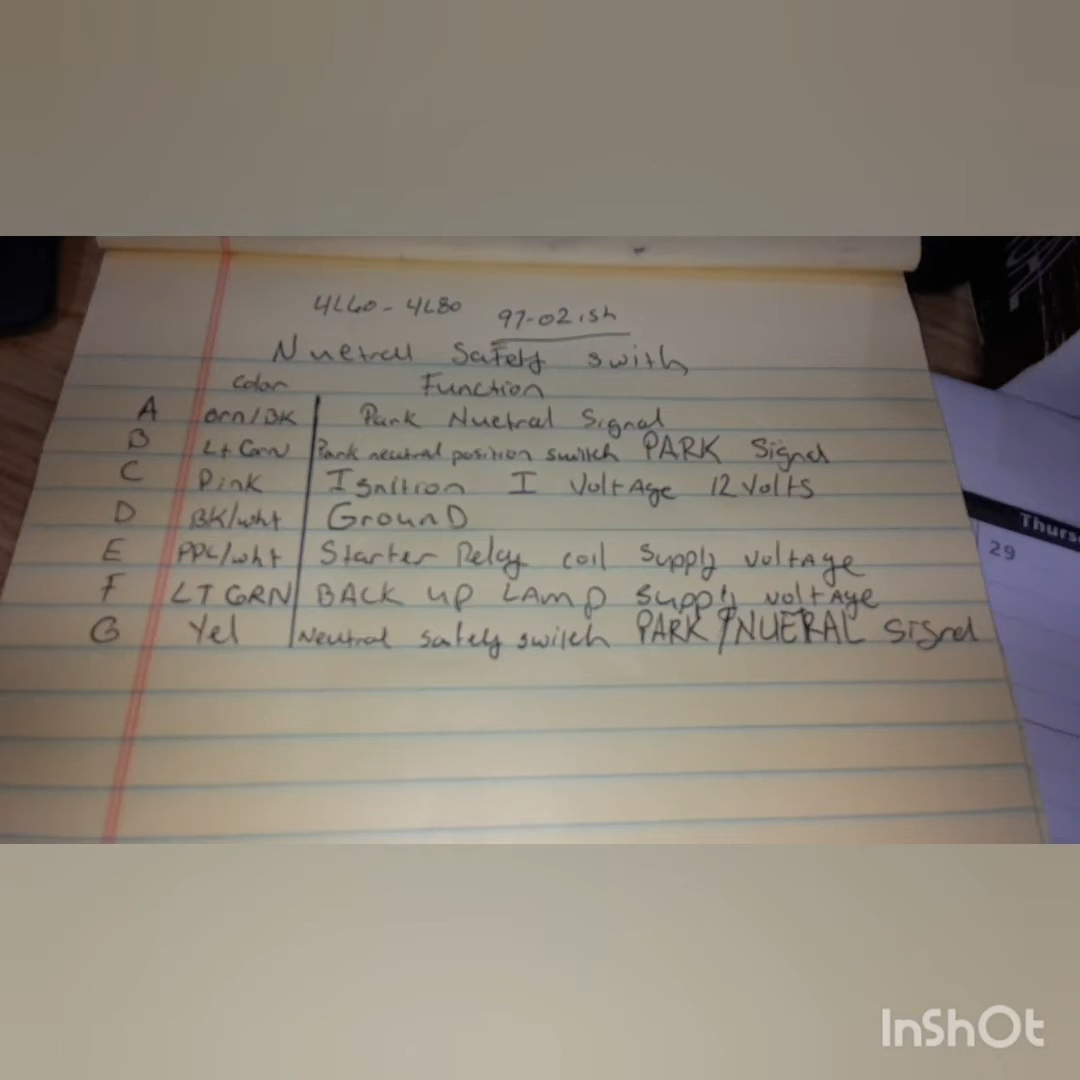 4L60-4L80 97-02ish
Nuetral Safety swith
Color Function
A orn/BK Park Nuetral Signal
B Lt Grn Park neutral position switch PARK Signal
C Pink Ignition I Voltage 12 Volts
D BK/wht Ground
E PPL/wht Starter Relay coil supply voltage
F LT GRN BACK up LAMP supply voltage
G Yel Neutral safety switch PARK/NUERAL signal
Thurs
29
InShOt